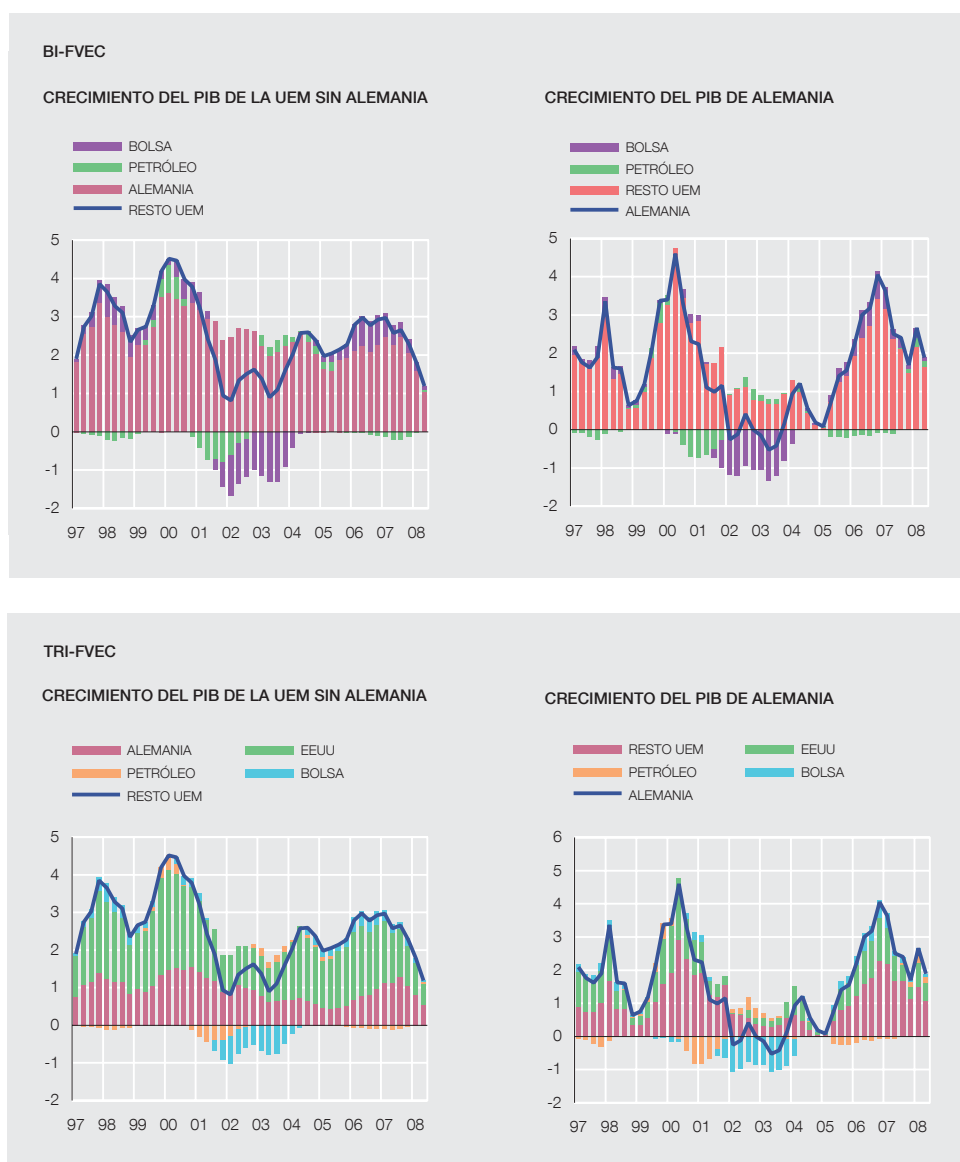 BI-FVEC
CRECIMIENTO DEL PIB DE LA UEM SIN ALEMANIA
BOLSA
PETRÓLEO
ALEMANIA
RESTO UEM
5
4
3
2
1
0
-1
-2
97 98 99 00 01 02 03 04 05 06 07 08
CRECIMIENTO DEL PIB DE ALEMANIA
BOLSA
PETRÓLEO
RESTO UEM
ALEMANIA
5
4
3
2
1
0
-1
-2
97 98 99 00 01 02 03 04 05 06 07 08
TRI-FVEC
CRECIMIENTO DEL PIB DE LA UEM SIN ALEMANIA
ALEMANIA EEUU
PETRÓLEO BOLSA
RESTO UEM
5
4
3
2
1
0
-1
-2
97 98 99 00 01 02 03 04 05 06 07 08
CRECIMIENTO DEL PIB DE ALEMANIA
RESTO UEM EEUU
PETRÓLEO BOLSA
ALEMANIA
6
5
4
3
2
1
0
-1
-2
97 98 99 00 01 02 03 04 05 06 07 08